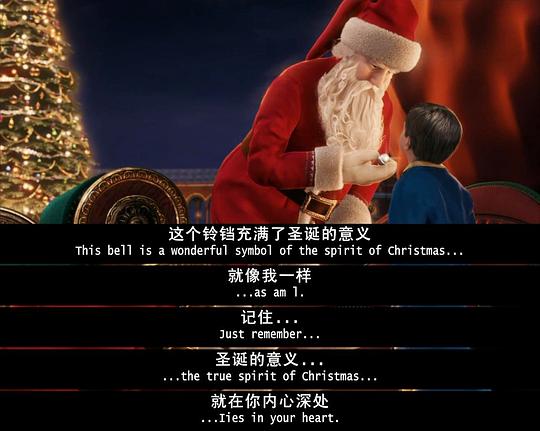 这个铃铛充满了圣诞的意义
This bell is a wonderful symbol of the spirit of Christmas...
就像我一样
...as am l.
记住...
Just remember...
圣诞的意义...
...the true spirit of Christmas...
就在你内心深处
...Iies in your heart.